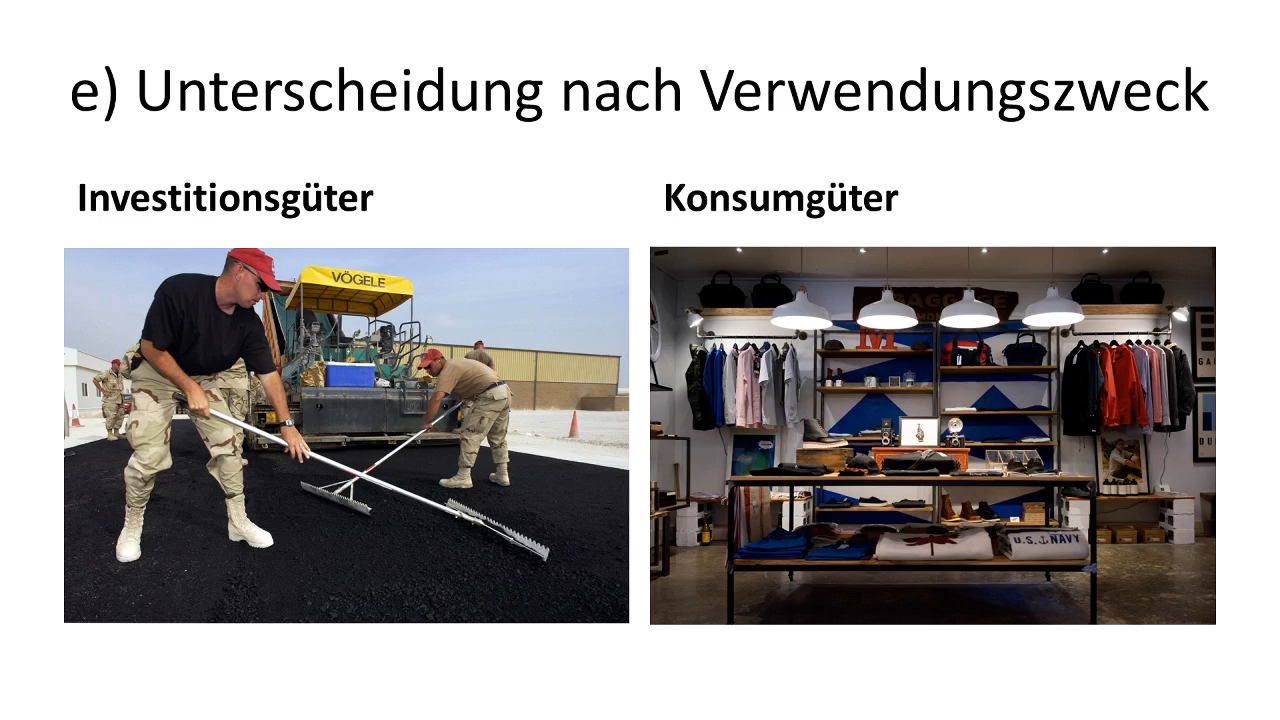 e) Unterscheidung nach Verwendungszweck
Investitionsgüter
Konsumgüter
VÖGELE
M
U.S. NAVY